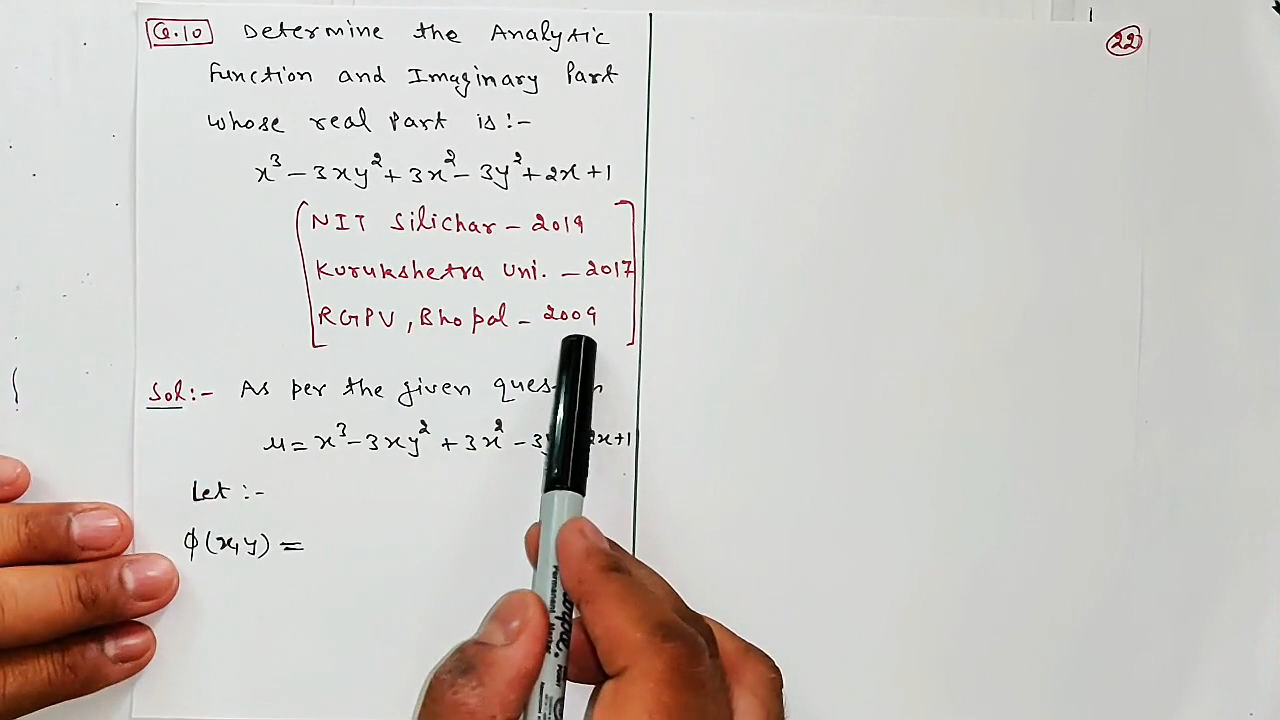 Q.10 Determine the Analytic
Function and Imaginary Part
whose real part is :-
x³ - 3xy² + 3x² - 3y² + 2x + 1
[NIT Silichar - 2019
Kurukshetra Uni. - 2017
RGPV, Bhopal - 2009]
Sol :- As per the given
u = x³ - 3xy² + 3x² - 3 2x + 1
Let :-
ϕ(x,y) =
22